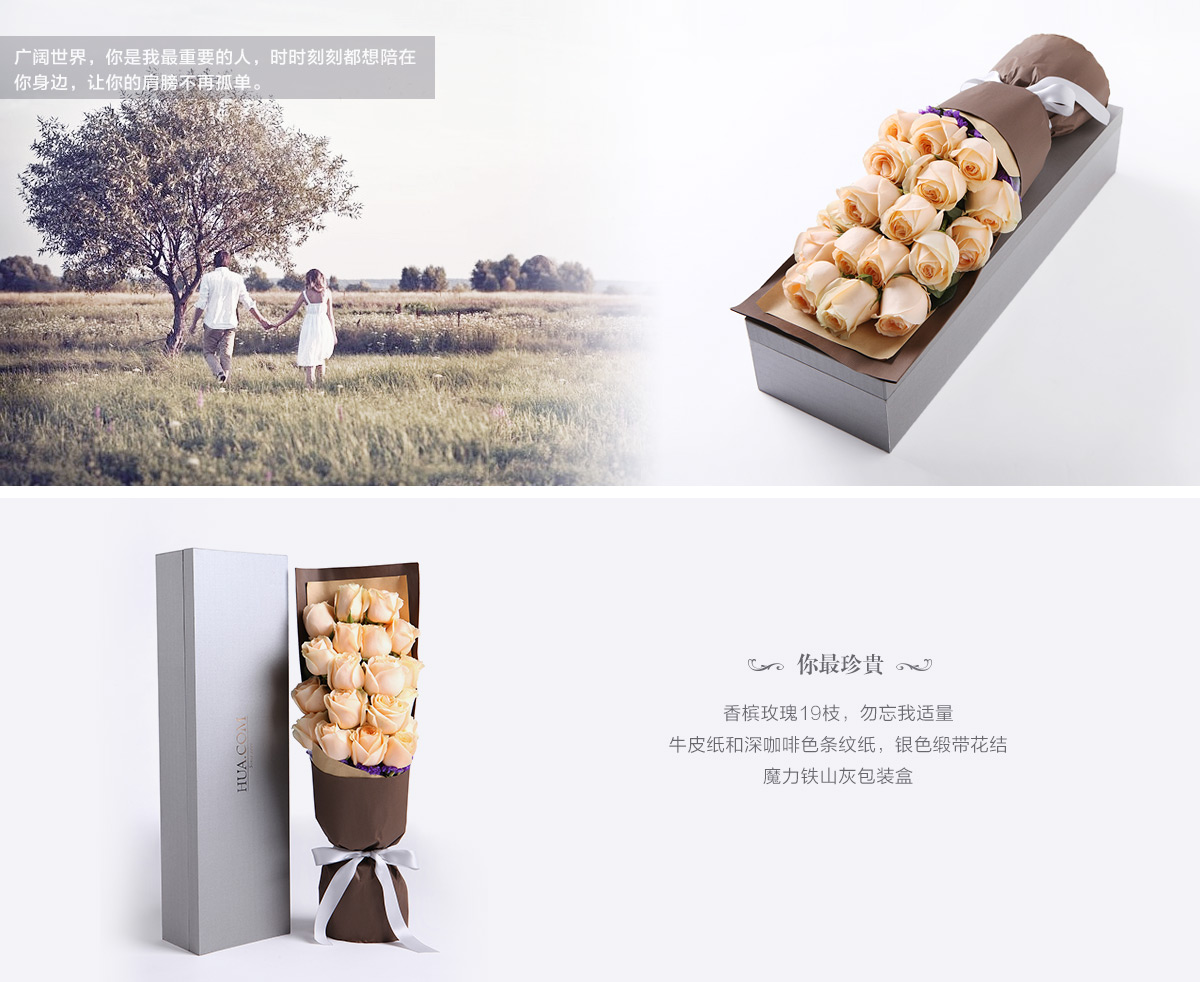 广阔世界，你是我最重要的人，时时刻刻都想陪在
你身边，让你的肩膀不再孤单。
HUA.COM
你最珍貴
香槟玫瑰19枝，勿忘我适量
牛皮纸和深咖啡色条纹纸，银色缎带花结
魔力铁山灰包装盒